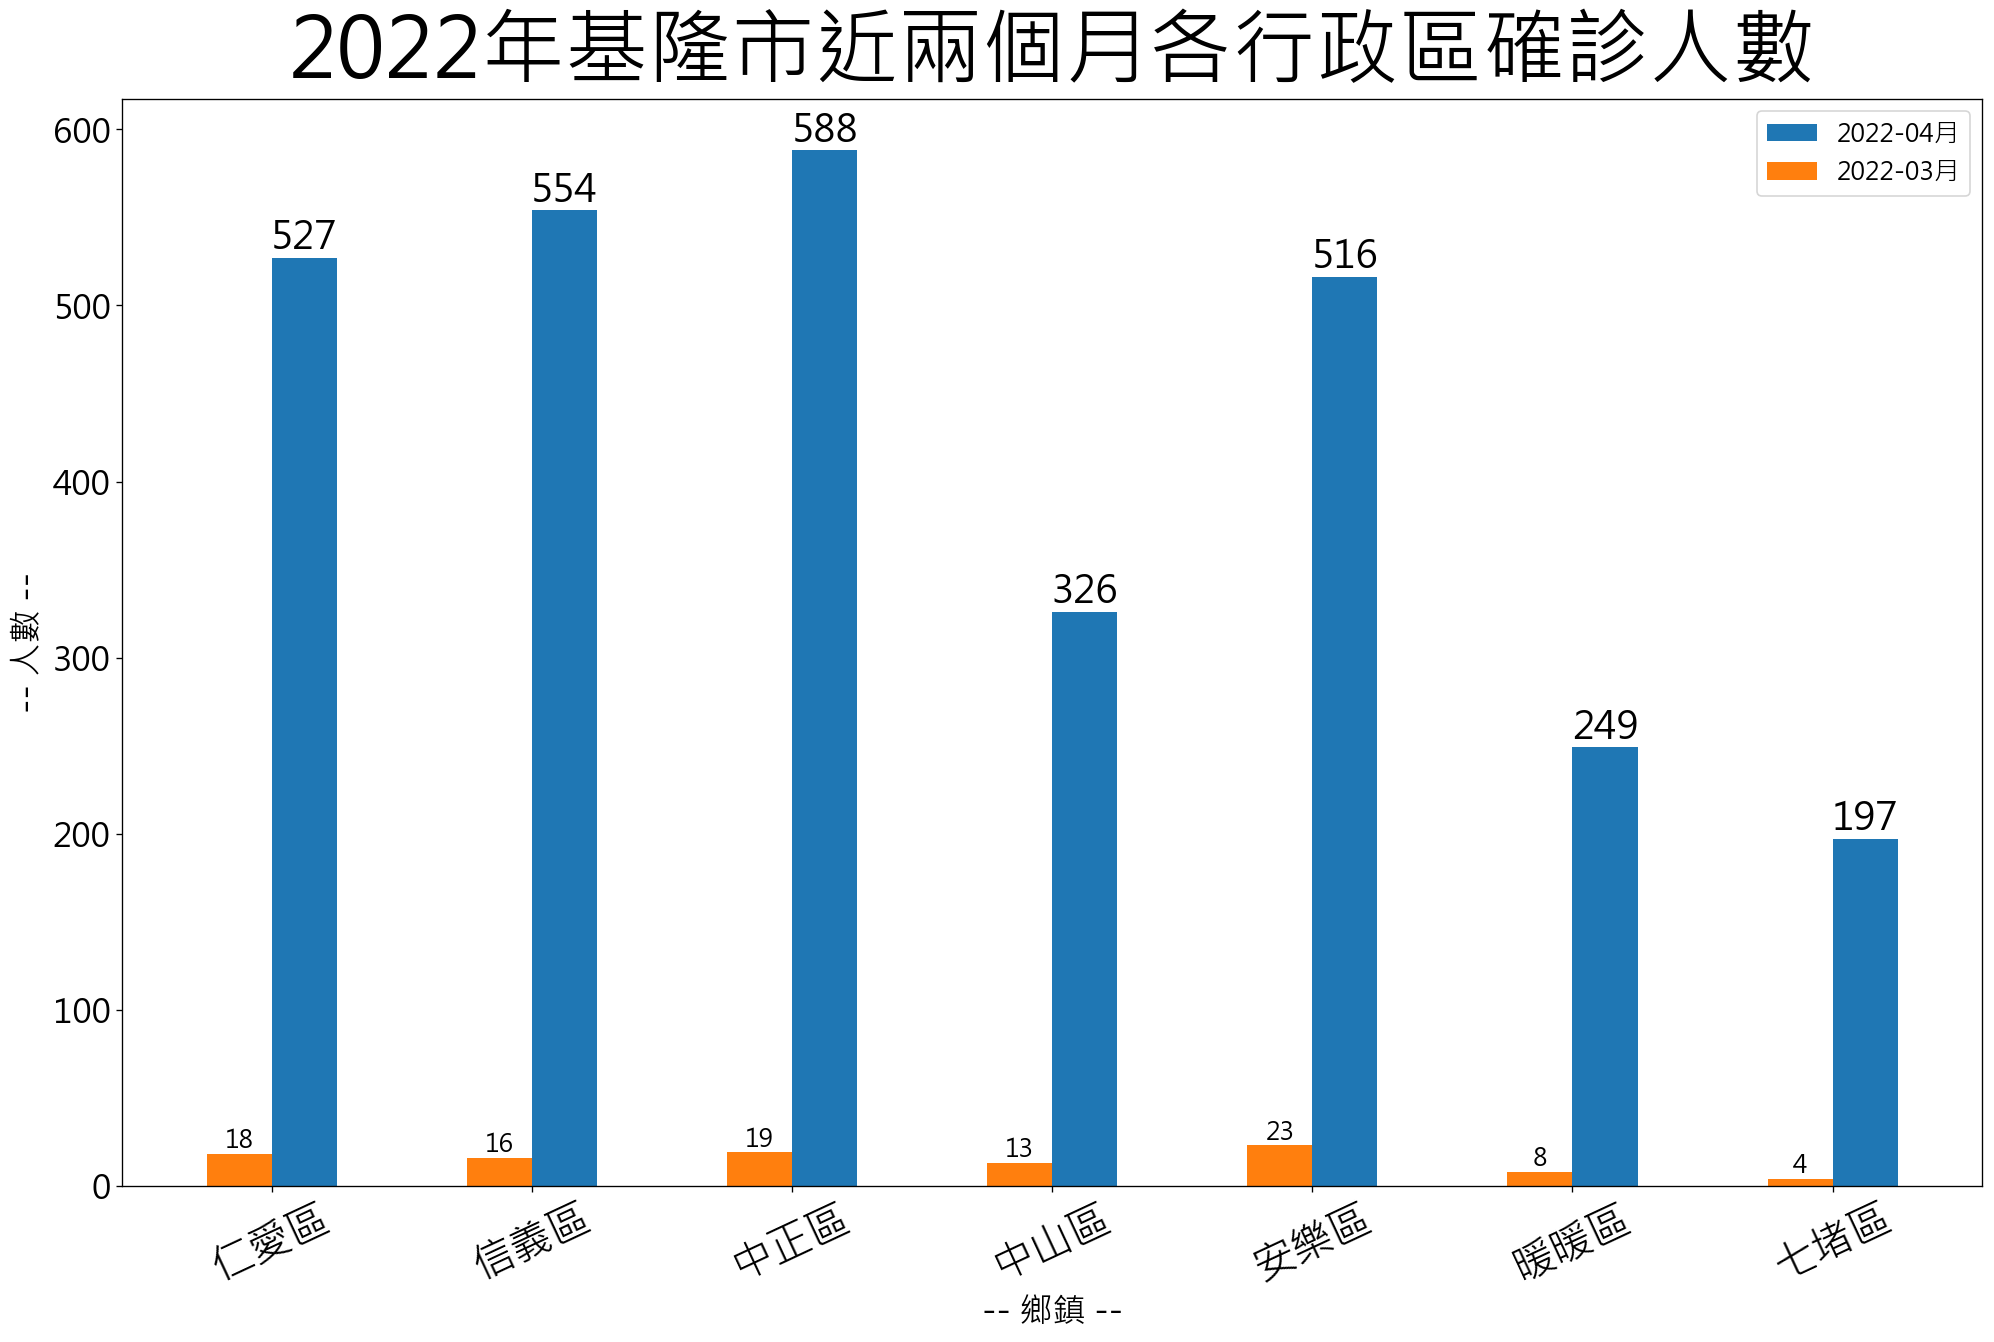 2022年基隆市近兩個月各行政區確診人數
2022-04月
2022-03月
-- 人數 --
600
500
400
300
200
100
0
18
527
16
554
19
588
13
326
23
516
8
249
4
197
仁愛區
信義區
中正區
中山區
安樂區
暖暖區
七堵區
-- 鄉鎮 --